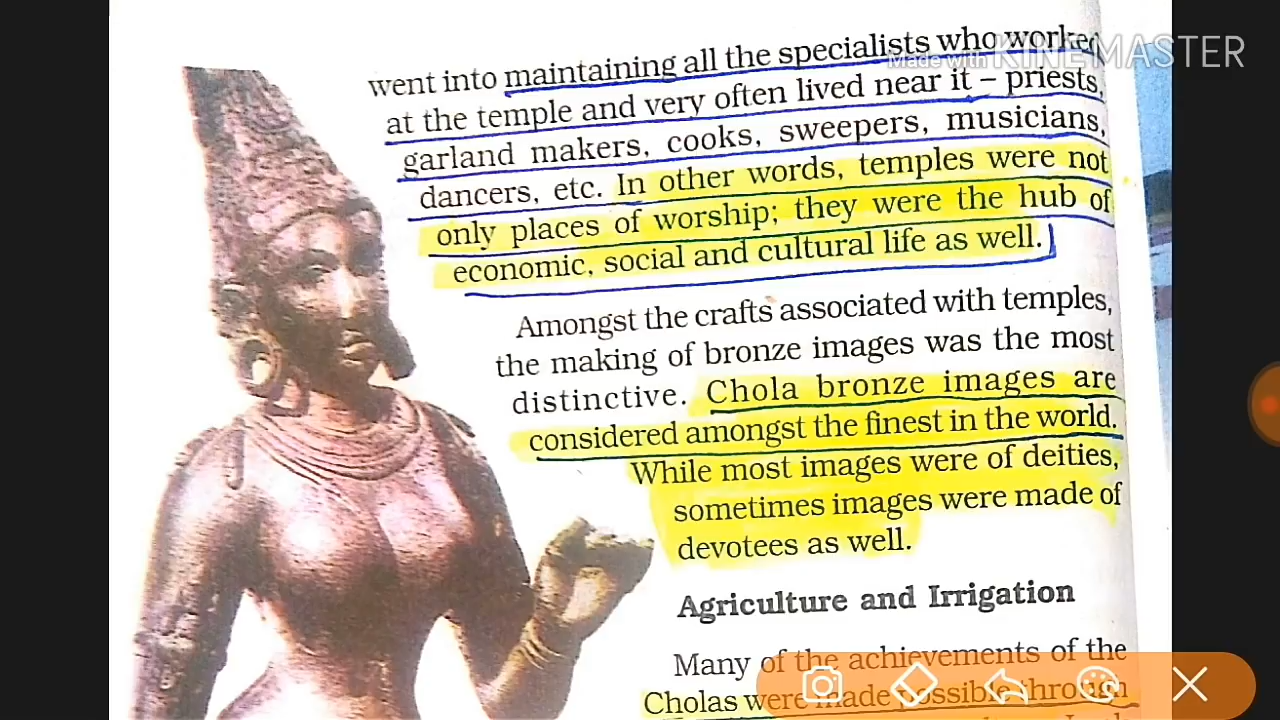 Made with KINEMASTER
went into maintaining all the specialists who worked
at the temple and very often lived near it – priests,
garland makers, cooks, sweepers, musicians,
dancers, etc. In other words, temples were not
only places of worship; they were the hub of
economic, social and cultural life as well.
Amongst the crafts associated with temples,
the making of bronze images was the most
distinctive. Chola bronze images are
considered amongst the finest in the world.
While most images were of deities,
sometimes images were made of
devotees as well.
Agriculture and Irrigation
Many of the achievements of the
Cholas were made possible through